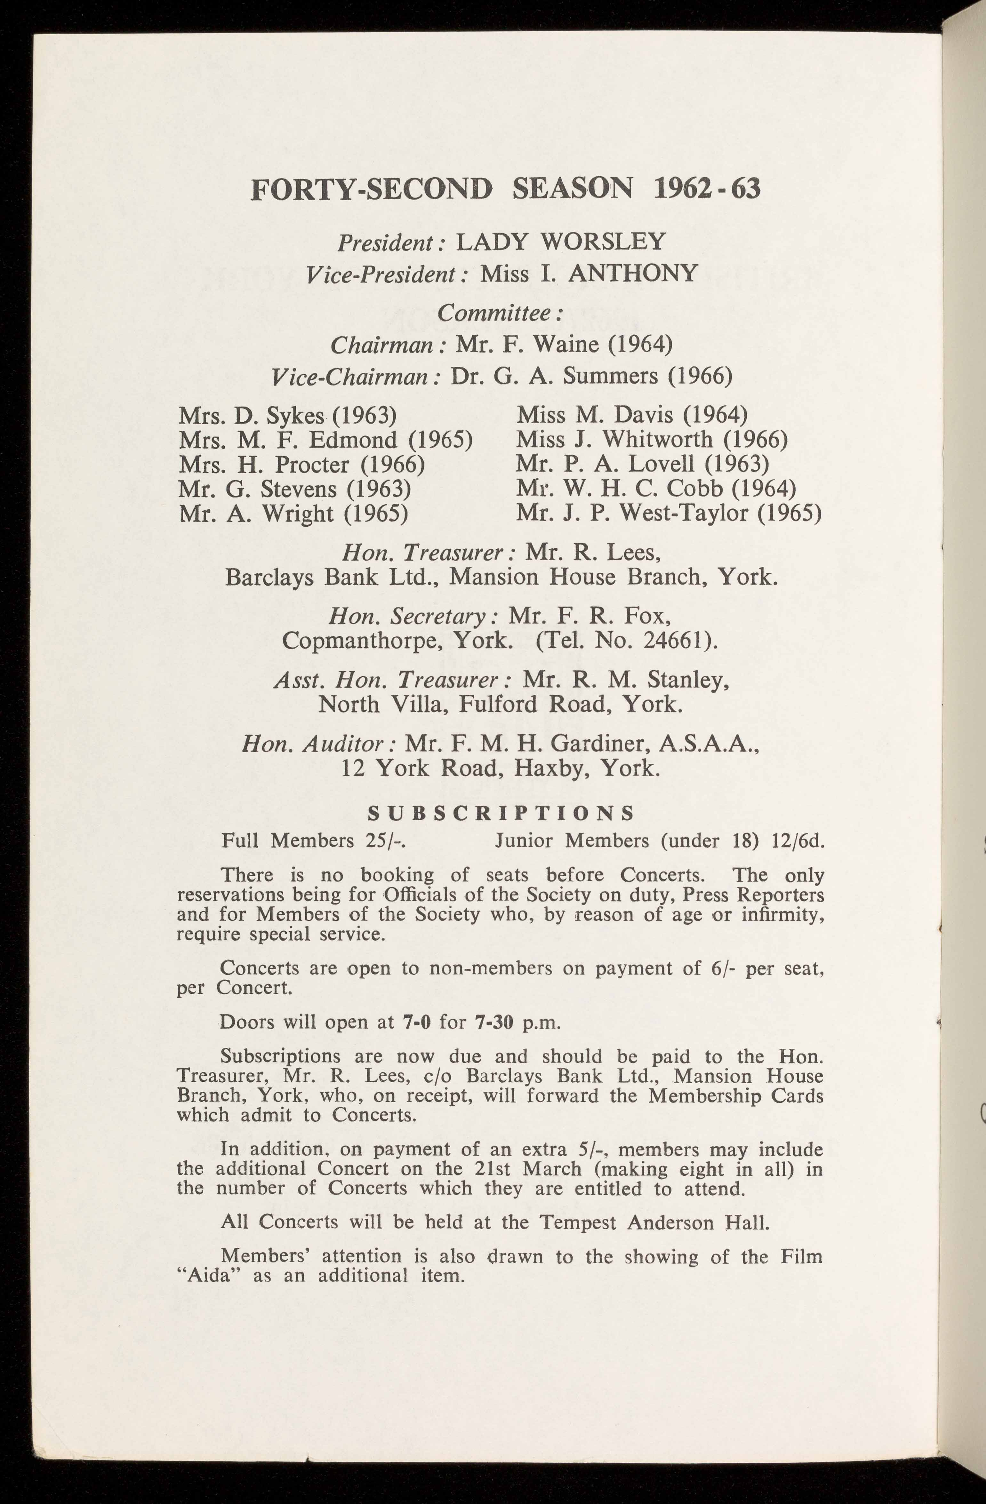 FORTY-SECOND SEASON 1962-63
President: LADY WORSLEY
Vice-President: Miss I. ANTHONY
Committee:
Chairman: Mr. F. Waine (1964)
Vice-Chairman: Dr. G. A. Summers (1966)
Mrs. D. Sykes (1963)
Mrs. M. F. Edmond (1965)
Mrs. H. Procter (1966)
Mr. G. Stevens (1963)
Mr. A. Wright (1965)
Miss M. Davis (1964)
Miss J. Whitworth (1966)
Mr. P. A. Lovell (1963)
Mr. W. H. C. Cobb (1964)
Mr. J. P. West-Taylor (1965)
Hon. Treasurer: Mr. R. Lees,
Barclays Bank Ltd., Mansion House Branch, York.
Hon. Secretary: Mr. F. R. Fox,
Copmanthorpe, York. (Tel. No. 24661).
Asst. Hon. Treasurer: Mr. R. M. Stanley,
North Villa, Fulford Road, York.
Hon. Auditor: Mr. F. M. H. Gardiner, A.S.A.A.,
12 York Road, Haxby, York.
SUBSCRIPTIONS
Full Members 25/-. Junior Members (under 18) 12/6d.
There is no booking of seats before Concerts. The only
reservations being for Officials of the Society on duty, Press Reporters
and for Members of the Society who, by reason of age or infirmity,
require special service.
Concerts are open to non-members on payment of 6/- per seat,
per Concert.
Doors will open at 7-0 for 7-30 p.m.
Subscriptions are now due and should be paid to the Hon.
Treasurer, Mr. R. Lees, c/o Barclays Bank Ltd., Mansion House
Branch, York, who, on receipt, will forward the Membership Cards
which admit to Concerts.
In addition, on payment of an extra 5/-, members may include
the additional Concert on the 21st March (making eight in all) in
the number of Concerts which they are entitled to attend.
All Concerts will be held at the Tempest Anderson Hall.
Members' attention is also drawn to the showing of the Film
"Aida" as an additional item.